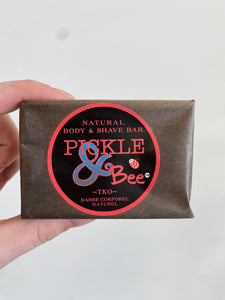 NATURAL
BODY & SHAVE BAR
PICKLE
&
Bee
~TKO~
BARRE CORPOREL
NATUREL